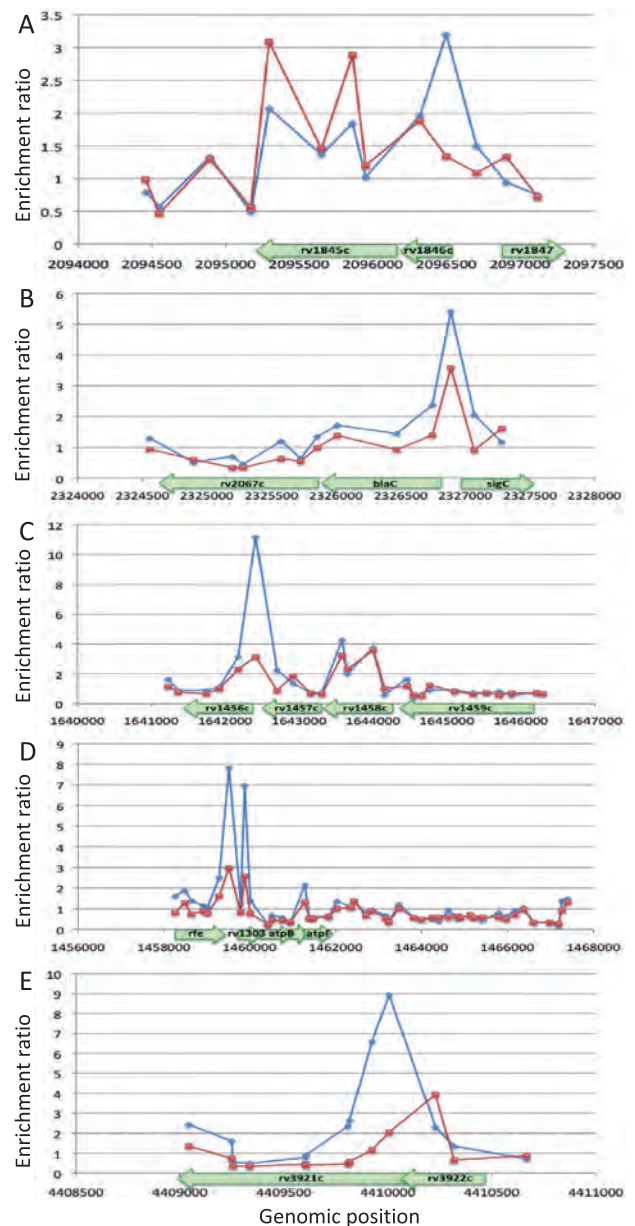 A
Enrichment ratio
3.5
3
2.5
2
1.5
1
0.5
0
rv1845c rv1846c rv1847
2094000 2094500 2095000 2095500 2096000 2096500 2097000 2097500
B
Enrichment ratio
6
5
4
3
2
1
0
rv2067c blaC sigC
2324000 2324500 2325000 2325500 2326000 2326500 2327000 2327500 2328000
C
Enrichment ratio
12
10
8
6
4
2
0
rv1456c rv1457c rv1458c rv1459c
1640000 1641000 1642000 1643000 1644000 1645000 1646000 1647000
D
Enrichment ratio
9
8
7
6
5
4
3
2
1
0
rfe rv1303 atpB atpF
1456000 1458000 1460000 1462000 1464000 1466000 1468000
E
Enrichment ratio
10
9
8
7
6
5
4
3
2
1
0
rv3921c rv3922c
4408500 4409000 4409500 4410000 4410500 4411000
Genomic position